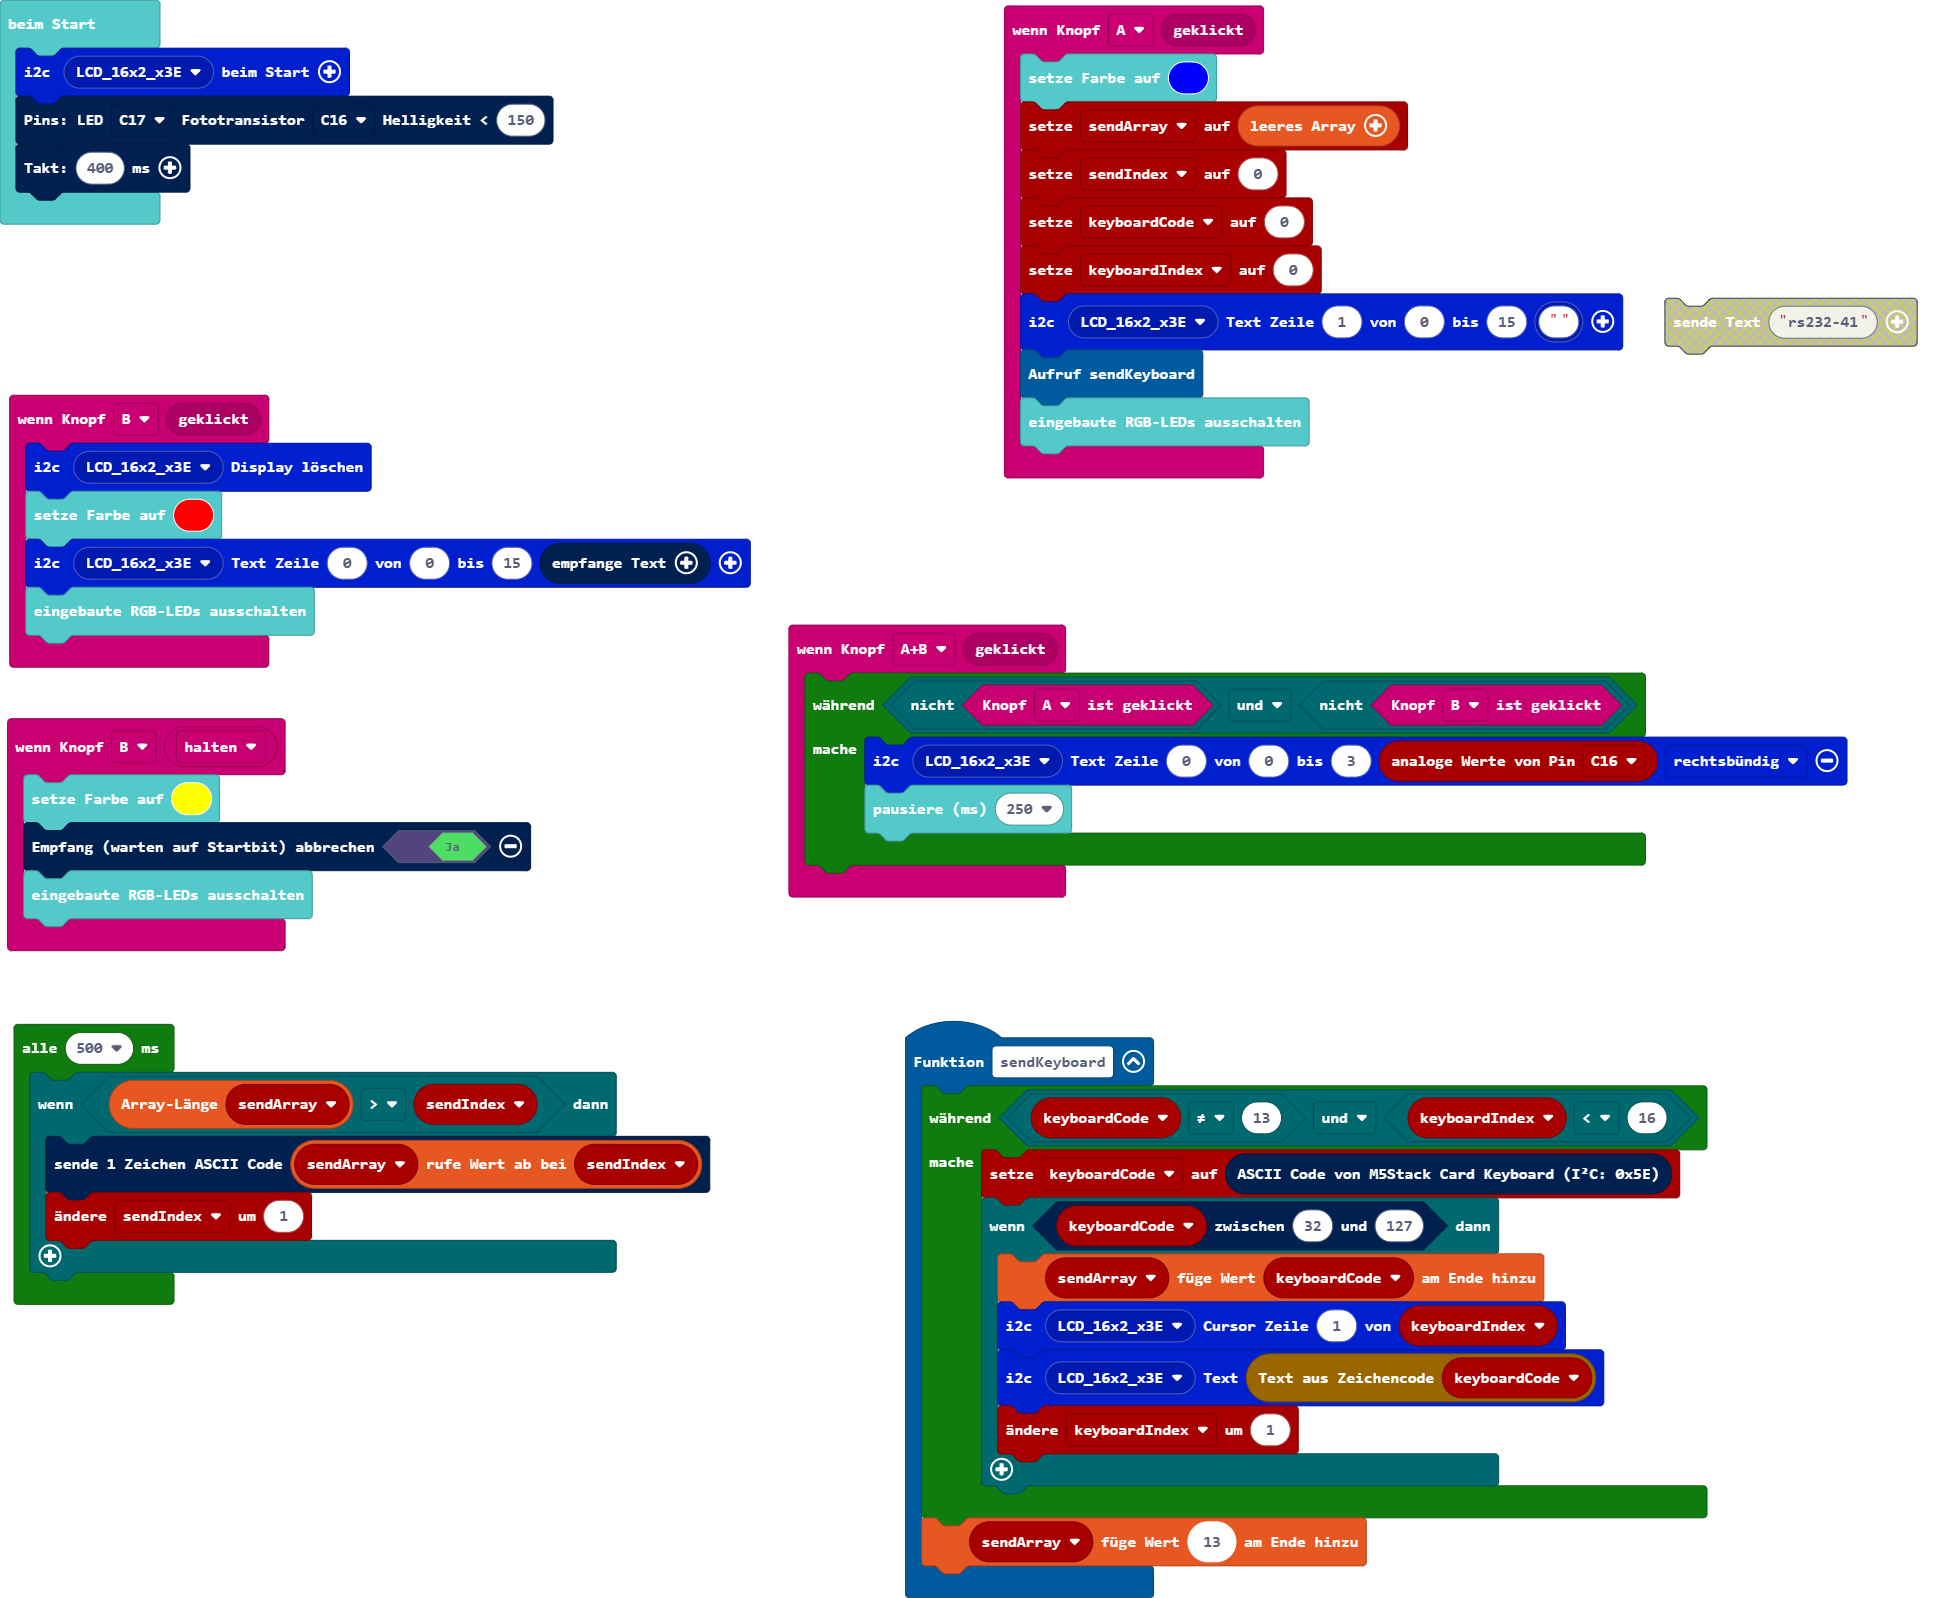 beim Start
i2c LCD_16x2_x3E beim Start
Pins: LED C17 Fototransistor C16 Helligkeit < 150
Takt: 400 ms
wenn Knopf A geklickt
setze Farbe auf
setze sendArray auf leeres Array
setze sendIndex auf 0
setze keyboardCode auf 0
setze keyboardIndex auf 0
i2c LCD_16x2_x3E Text Zeile 1 von 0 bis 15 " "
Aufruf sendKeyboard
eingebaute RGB-LEDs ausschalten
sende Text "rs232-41"
wenn Knopf B geklickt
i2c LCD_16x2_x3E Display löschen
setze Farbe auf
i2c LCD_16x2_x3E Text Zeile 0 von 0 bis 15 empfange Text
eingebaute RGB-LEDs ausschalten
wenn Knopf A+B geklickt
während nicht Knopf A ist geklickt und nicht Knopf B ist geklickt
mache i2c LCD_16x2_x3E Text Zeile 0 von 0 bis 3 analoge Werte von Pin C16 rechtsbündig
pausiere (ms) 250
wenn Knopf B halten
setze Farbe auf
Empfang (warten auf Startbit) abbrechen Ja
eingebaute RGB-LEDs ausschalten
alle 500 ms
wenn Array-Länge sendArray > sendIndex dann
sende 1 Zeichen ASCII Code sendArray rufe Wert ab bei sendIndex
ändere sendIndex um 1
Funktion sendKeyboard
während keyboardCode ≠ 13 und keyboardIndex < 16
mache setze keyboardCode auf ASCII Code von M5Stack Card Keyboard (I²C: 0x5E)
wenn keyboardCode zwischen 32 und 127 dann
sendArray füge Wert keyboardCode am Ende hinzu
i2c LCD_16x2_x3E Cursor Zeile 1 von keyboardIndex
i2c LCD_16x2_x3E Text Text aus Zeichencode keyboardCode
ändere keyboardIndex um 1
sendArray füge Wert 13 am Ende hinzu